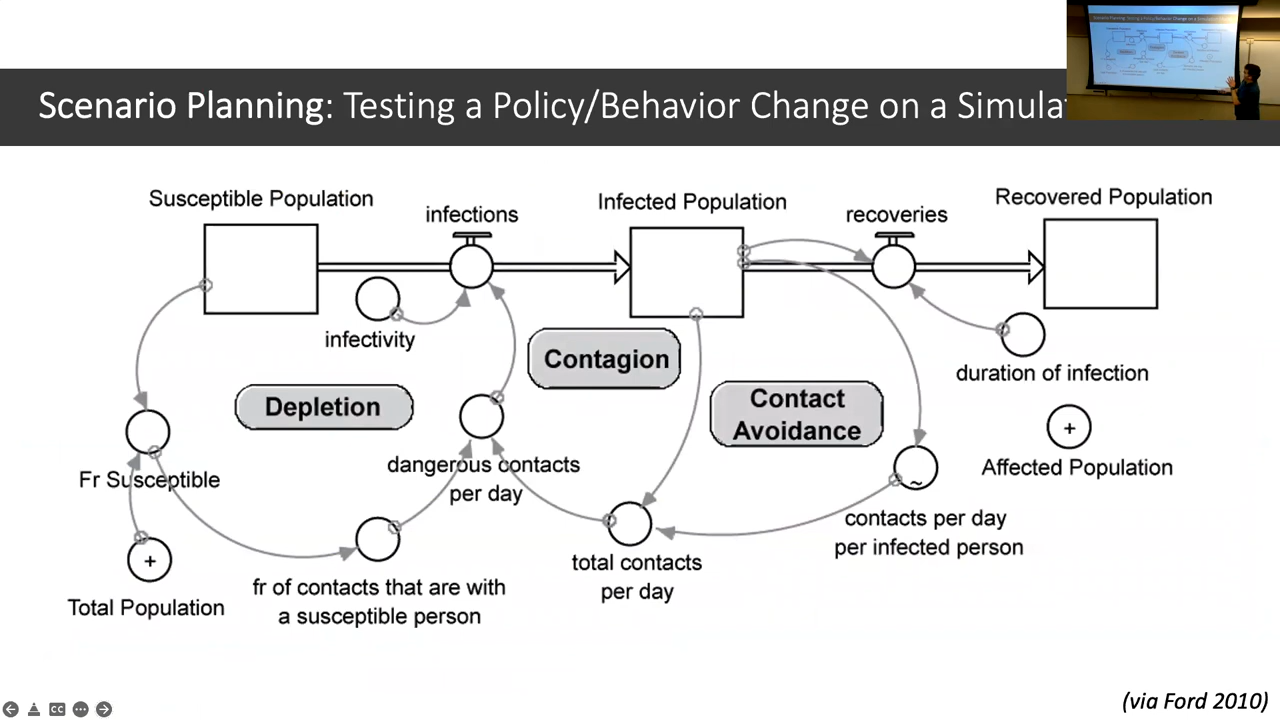 Scenario Planning: Testing a Policy/Behavior Change on a Simula
Susceptible Population
infections
Infected Population
recoveries
Recovered Population
infectivity
Contagion
duration of infection
Depletion
Contact
Avoidance
+
Affected Population
Fr Susceptible
dangerous contacts
per day
~
contacts per day
per infected person
+
total contacts
per day
fr of contacts that are with
a susceptible person
Total Population
CC
(via Ford 2010)